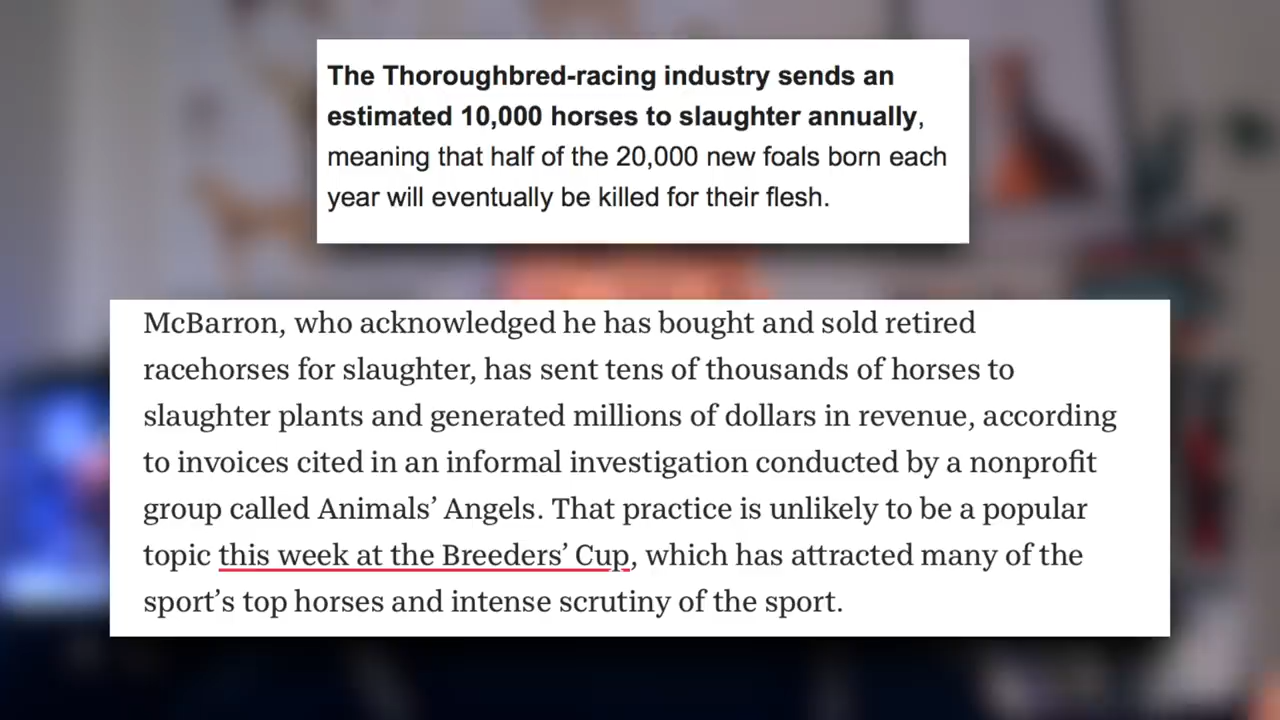 The Thoroughbred-racing industry sends an
estimated 10,000 horses to slaughter annually,
meaning that half of the 20,000 new foals born each
year will eventually be killed for their flesh.
McBarron, who acknowledged he has bought and sold retired
racehorses for slaughter, has sent tens of thousands of horses to
slaughter plants and generated millions of dollars in revenue, according
to invoices cited in an informal investigation conducted by a nonprofit
group called Animals’ Angels. That practice is unlikely to be a popular
topic this week at the Breeders’ Cup, which has attracted many of the
sport’s top horses and intense scrutiny of the sport.